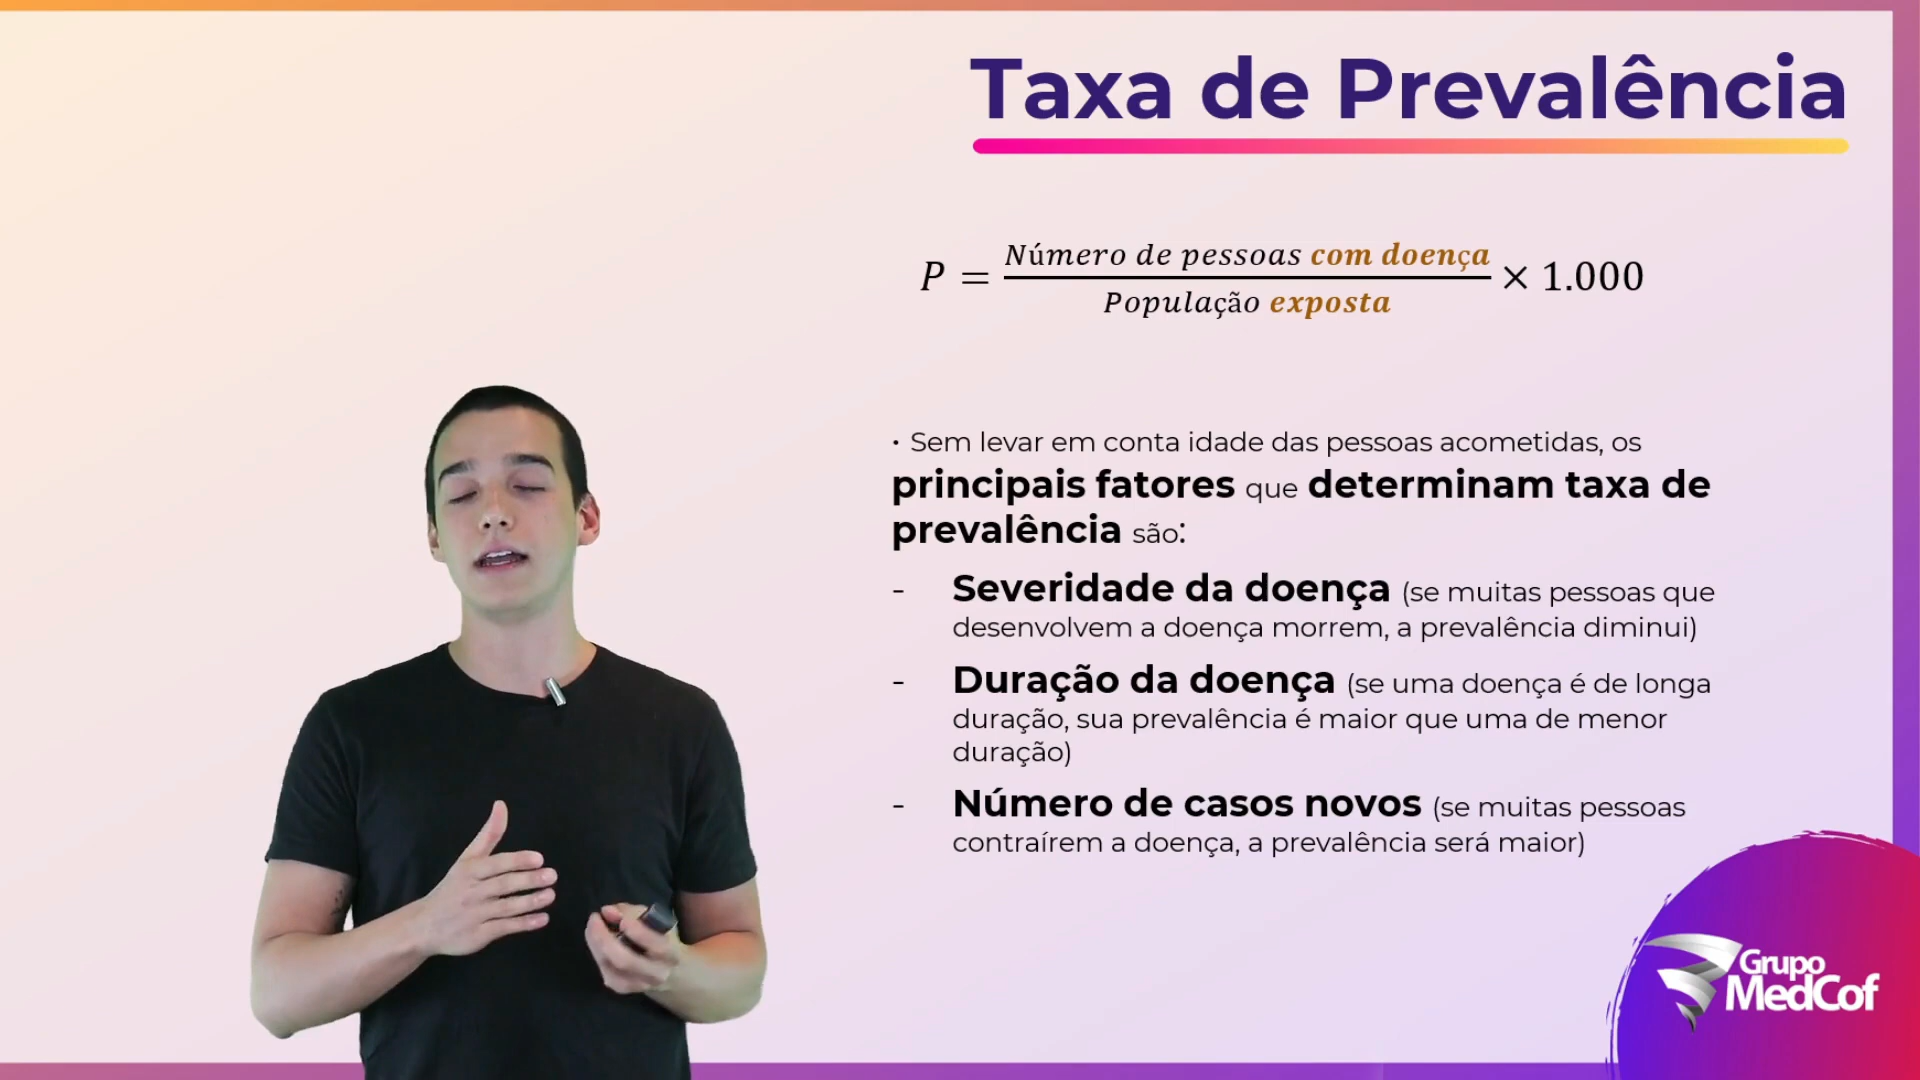 Taxa de Prevalência
P = Número de pessoas com doença / População exposta × 1.000
• Sem levar em conta idade das pessoas acometidas, os
principais fatores que determinam taxa de
prevalência são:
- Severidade da doença (se muitas pessoas que
desenvolvem a doença morrem, a prevalência diminui)
- Duração da doença (se uma doença é de longa
duração, sua prevalência é maior que uma de menor
duração)
- Número de casos novos (se muitas pessoas
contraírem a doença, a prevalência será maior)
Grupo
MedCof